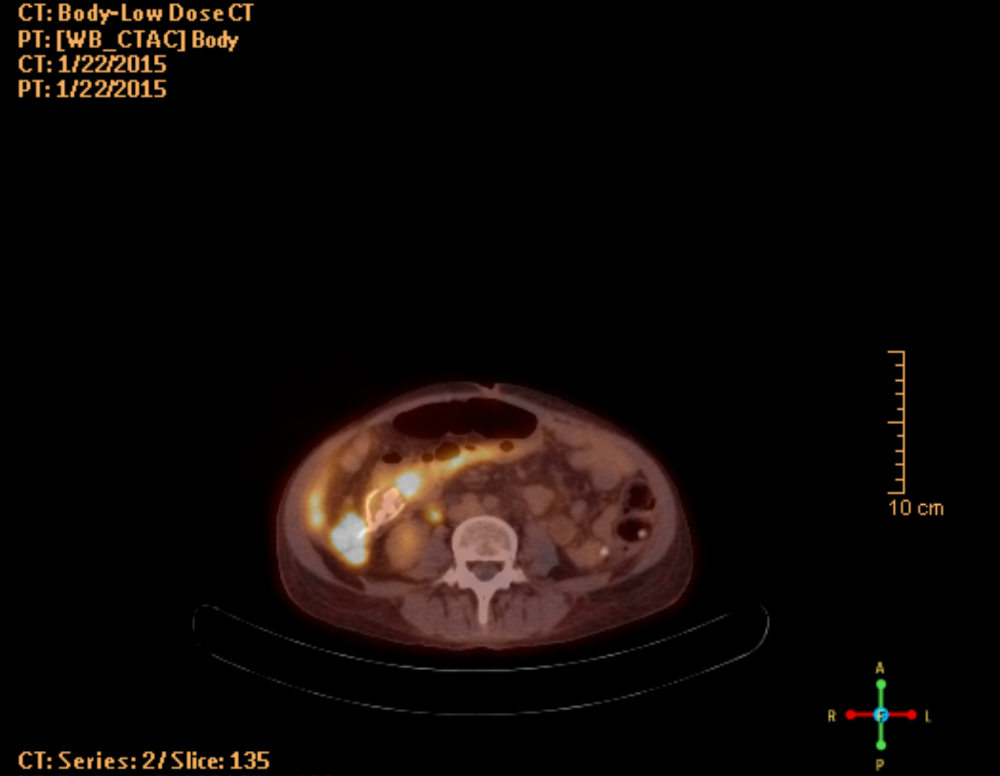 CT: Body-Low Dose CT
PT: [WB_CTAC] Body
CT: 1/22/2015
PT: 1/22/2015
10 cm
A
R F L
P
CT: Series: 2/ Slice: 135